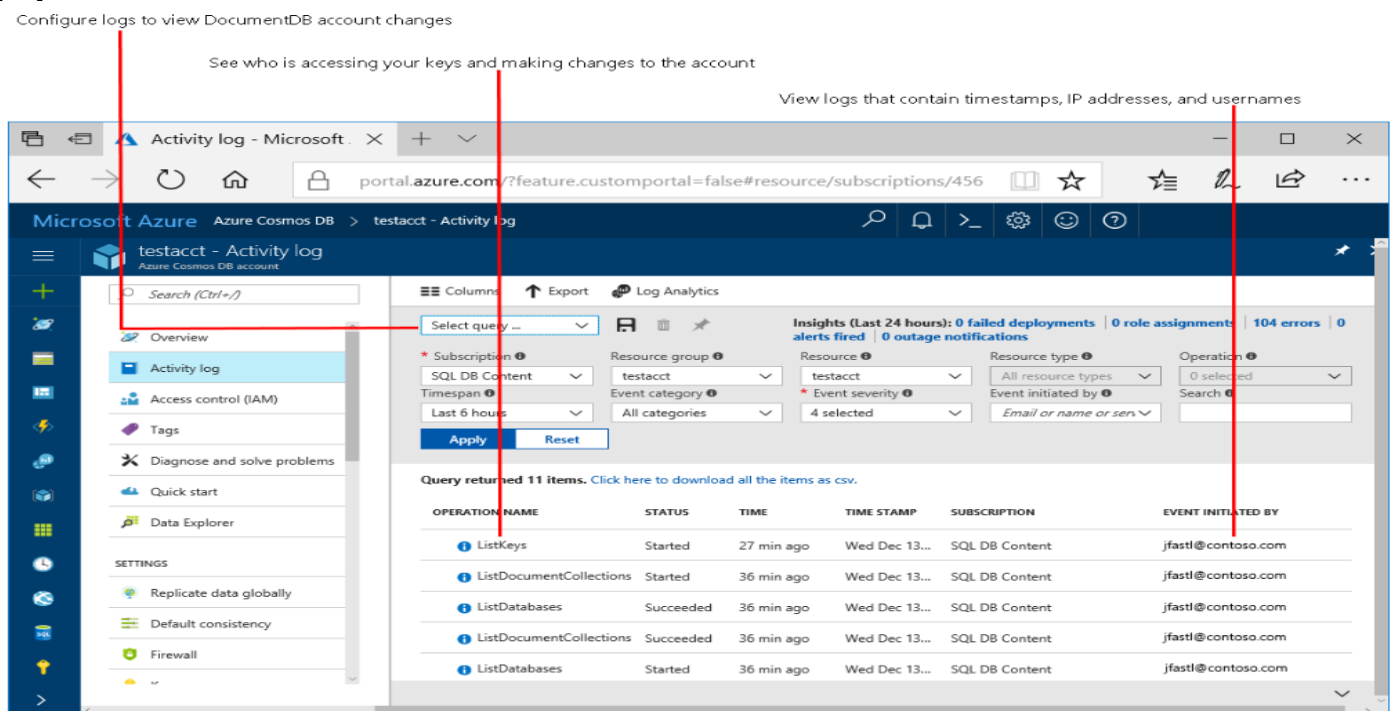 Configure logs to view DocumentDB account changes
See who is accessing your keys and making changes to the account
View logs that contain timestamps, IP addresses, and usernames
Activity log - Microsoft
portal.azure.com/?feature.customportal=false#resource/subscriptions/456
Microsoft Azure Azure Cosmos DB > testacct - Activity log
testacct - Activity log
Azure Cosmos DB account
Search (Ctrl+/)
Overview
Activity log
Access control (IAM)
Tags
Diagnose and solve problems
Quick start
Data Explorer
SETTINGS
Replicate data globally
Default consistency
Firewall
Columns Export Log Analytics
Select query ...
Insights (Last 24 hours): 0 failed deployments | 0 role assignments | 104 errors | 0
alerts fired | 0 outage notifications
* Subscription Resource group Resource Resource type Operation
SQL DB Content testacct testacct All resource types 0 selected
Timespan Event category * Event severity Event initiated by Search
Last 6 hours All categories 4 selected Email or name or serv
Apply Reset
Query returned 11 items. Click here to download all the items as csv.
OPERATION NAME STATUS TIME TIME STAMP SUBSCRIPTION EVENT INITIATED BY
ListKeys Started 27 min ago Wed Dec 13... SQL DB Content jfastl@contoso.com
ListDocumentCollections Started 36 min ago Wed Dec 13... SQL DB Content jfastl@contoso.com
ListDatabases Succeeded 36 min ago Wed Dec 13... SQL DB Content jfastl@contoso.com
ListDocumentCollections Succeeded 36 min ago Wed Dec 13... SQL DB Content jfastl@contoso.com
ListDatabases Started 36 min ago Wed Dec 13... SQL DB Content jfastl@contoso.com